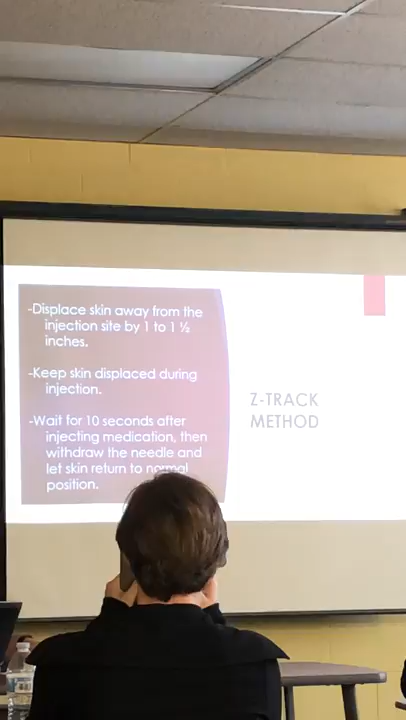 -Displace skin away from the
injection site by 1 to 1 ½
inches.
-Keep skin displaced during
injection.
-Wait for 10 seconds after
injecting medication, then
withdraw the needle and
let skin return to normal
position.
Z-TRACK
METHOD